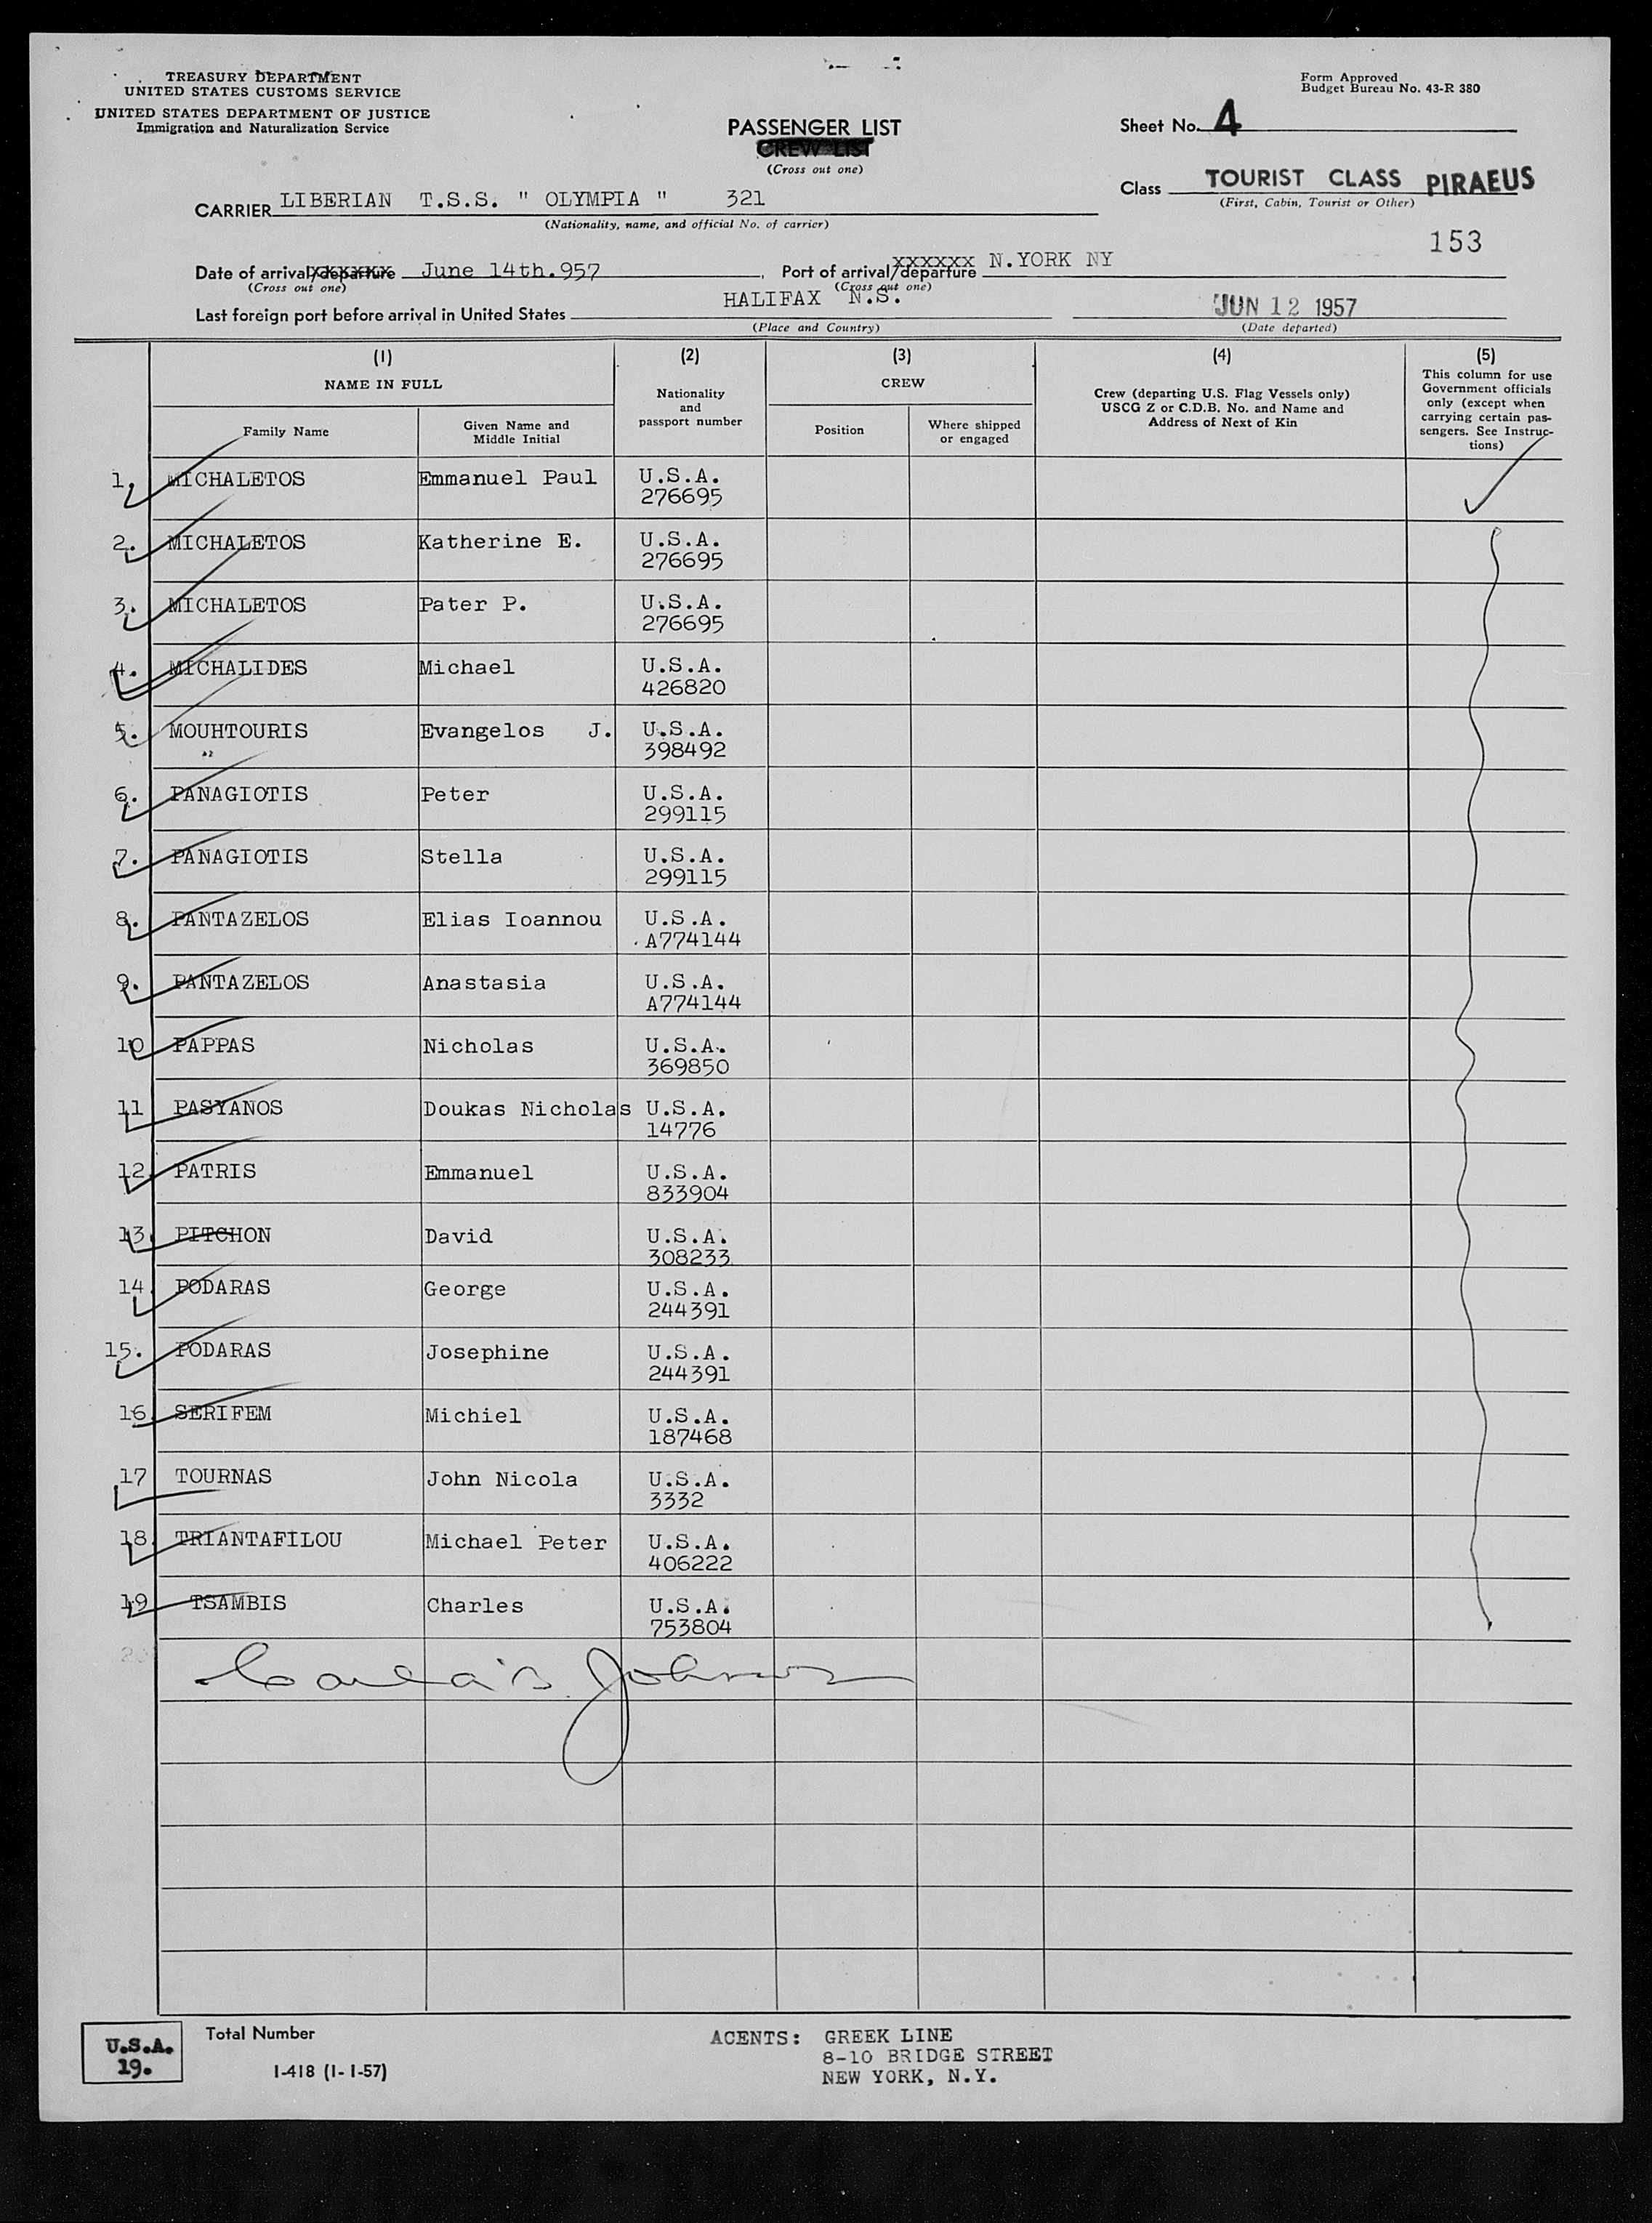 TREASURY DEPARTMENT
UNITED STATES CUSTOMS SERVICE
UNITED STATES DEPARTMENT OF JUSTICE
Immigration and Naturalization Service
Form Approved
Budget Bureau No. 43-R 380
PASSENGER LIST
CREW LIST
(Cross out one)
Sheet No. 4
Class TOURIST CLASS PIRAEUS
(First, Cabin, Tourist or Other)
CARRIER LIBERIAN T.S.S. " OLYMPIA " 321
(Nationality, name, and official No. of carrier)
153
Date of arrival/departure June 14th.957
(Cross out one)
Port of arrival/departure XXXXXX N.YORK NY
(Cross out one)
Last foreign port before arrival in United States HALIFAX N.S.
(Place and Country)
JUN 12 1957
(Date departed)
(1)
NAME IN FULL
Family Name
Given Name and
Middle Initial
(2)
Nationality
and
passport number
(3)
CREW
Position
Where shipped
or engaged
(4)
Crew (departing U.S. Flag Vessels only)
USCG Z or C.D.B. No. and Name and
Address of Next of Kin
(5)
This column for use
Government officials
only (except when
carrying certain pas-
sengers. See Instruc-
tions)
1. MICHALETOS Emmanuel Paul U.S.A.
276695
2. MICHALETOS Katherine E. U.S.A.
276695
3. MICHALETOS Pater P. U.S.A.
276695
4. MICHALIDES Michael U.S.A.
426820
5. MOUHTOURIS Evangelos J. U.S.A.
398492
6. PANAGIOTIS Peter U.S.A.
299115
7. PANAGIOTIS Stella U.S.A.
299115
8. PANTAZELOS Elias Ioannou U.S.A.
A774144
9. PANTAZELOS Anastasia U.S.A.
A774144
10 PAPPAS Nicholas U.S.A.
369850
11 PASYANOS Doukas Nicholas U.S.A.
14776
12. PATRIS Emmanuel U.S.A.
833904
13. PITCHON David U.S.A.
308233
14. PODARAS George U.S.A.
244391
15. PODARAS Josephine U.S.A.
244391
16. SERIFEM Michiel U.S.A.
187468
17 TOURNAS John Nicola U.S.A.
3332
18. TRIANTAFILOU Michael Peter U.S.A.
406222
19 TSAMBIS Charles U.S.A.
753804
Johnson
U.S.A.
19.
Total Number
I-418 (1-1-57)
AGENTS: GREEK LINE
8-10 BRIDGE STREET
NEW YORK, N.Y.